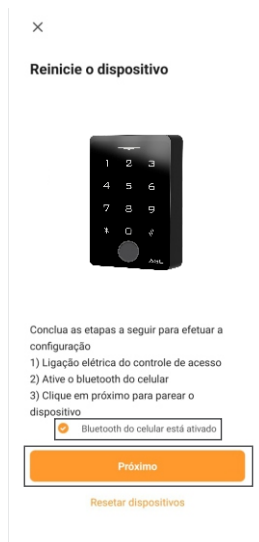 Reinicie o dispositivo
1 2 3
4 5 6
7 8 9
* 0
AGL
Conclua as etapas a seguir para efetuar a
configuração
1) Ligação elétrica do controle de acesso
2) Ative o bluetooth do celular
3) Clique em próximo para parear o
dispositivo
Bluetooth do celular está ativado
Próximo
Resetar dispositivos